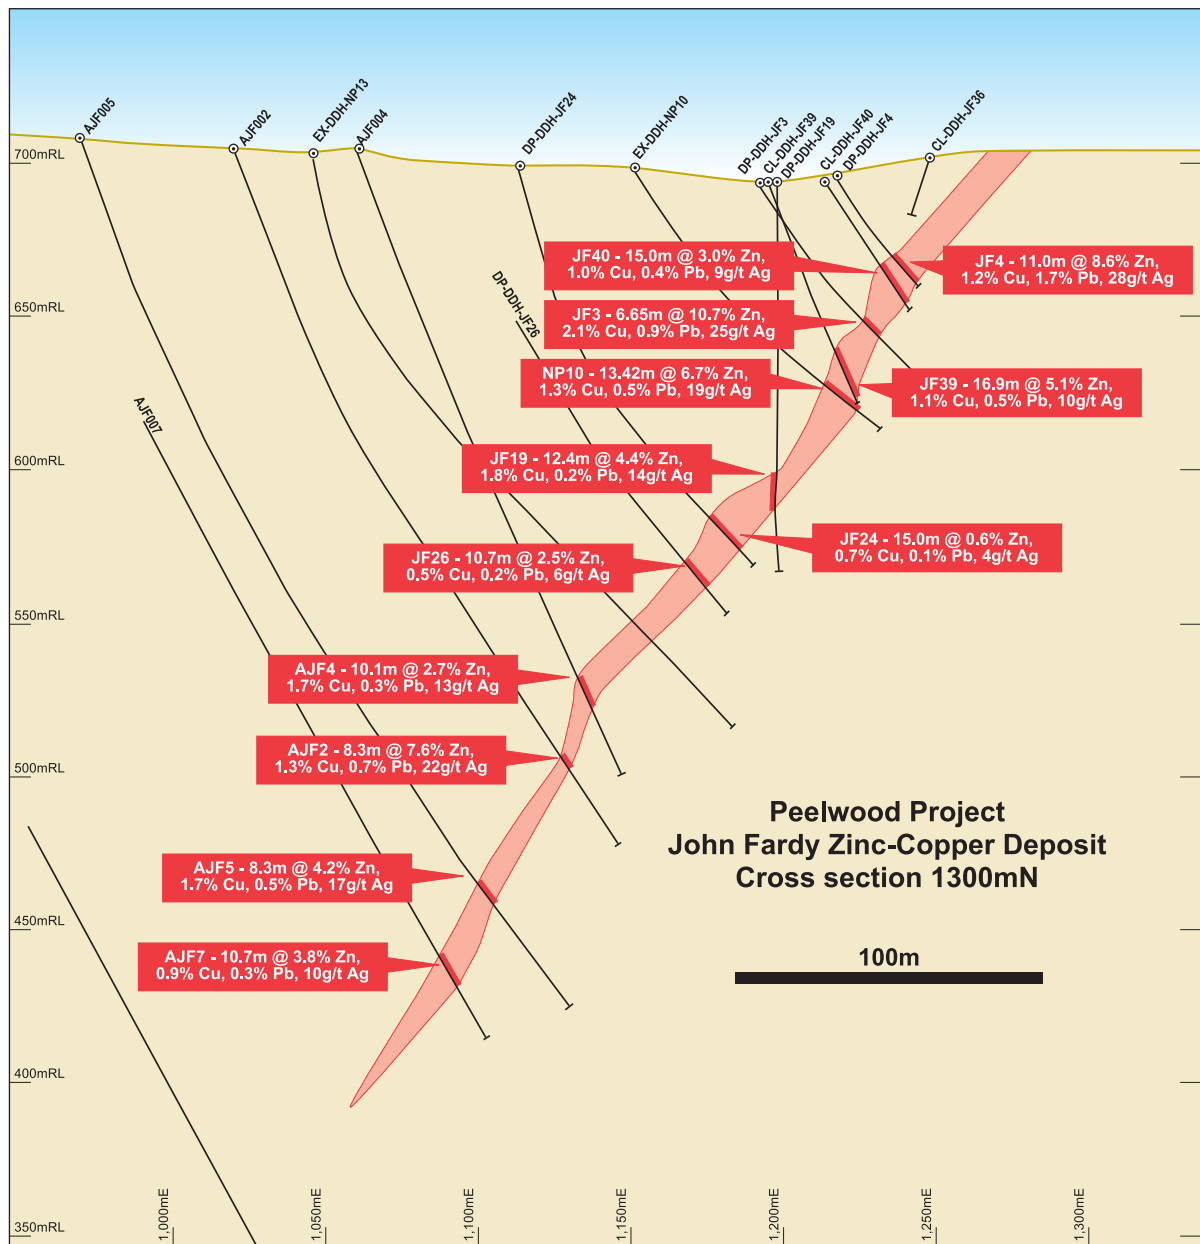 AJF005
AJF002
EX-DDH-NP13
AJF004
DP-DDH-JF24
EX-DDH-NP10
DP-DDH-JF3
CL-DDH-JF39
DP-DDH-JF19
CL-DDH-JF40
DP-DDH-JF4
CL-DDH-JF36
700mRL
JF40 - 15.0m @ 3.0% Zn,
1.0% Cu, 0.4% Pb, 9g/t Ag
JF4 - 11.0m @ 8.6% Zn,
1.2% Cu, 1.7% Pb, 28g/t Ag
DP-DDH-JF26
650mRL
JF3 - 6.65m @ 10.7% Zn,
2.1% Cu, 0.9% Pb, 25g/t Ag
NP10 - 13.42m @ 6.7% Zn,
1.3% Cu, 0.5% Pb, 19g/t Ag
JF39 - 16.9m @ 5.1% Zn,
1.1% Cu, 0.5% Pb, 10g/t Ag
AJF007
600mRL
JF19 - 12.4m @ 4.4% Zn,
1.8% Cu, 0.2% Pb, 14g/t Ag
JF24 - 15.0m @ 0.6% Zn,
0.7% Cu, 0.1% Pb, 4g/t Ag
JF26 - 10.7m @ 2.5% Zn,
0.5% Cu, 0.2% Pb, 6g/t Ag
550mRL
AJF4 - 10.1m @ 2.7% Zn,
1.7% Cu, 0.3% Pb, 13g/t Ag
AJF2 - 8.3m @ 7.6% Zn,
1.3% Cu, 0.7% Pb, 22g/t Ag
500mRL
Peelwood Project
John Fardy Zinc-Copper Deposit
Cross section 1300mN
AJF5 - 8.3m @ 4.2% Zn,
1.7% Cu, 0.5% Pb, 17g/t Ag
450mRL
AJF7 - 10.7m @ 3.8% Zn,
0.9% Cu, 0.3% Pb, 10g/t Ag
100m
400mRL
350mRL
1,000mE
1,050mE
1,100mE
1,150mE
1,200mE
1,250mE
1,300mE